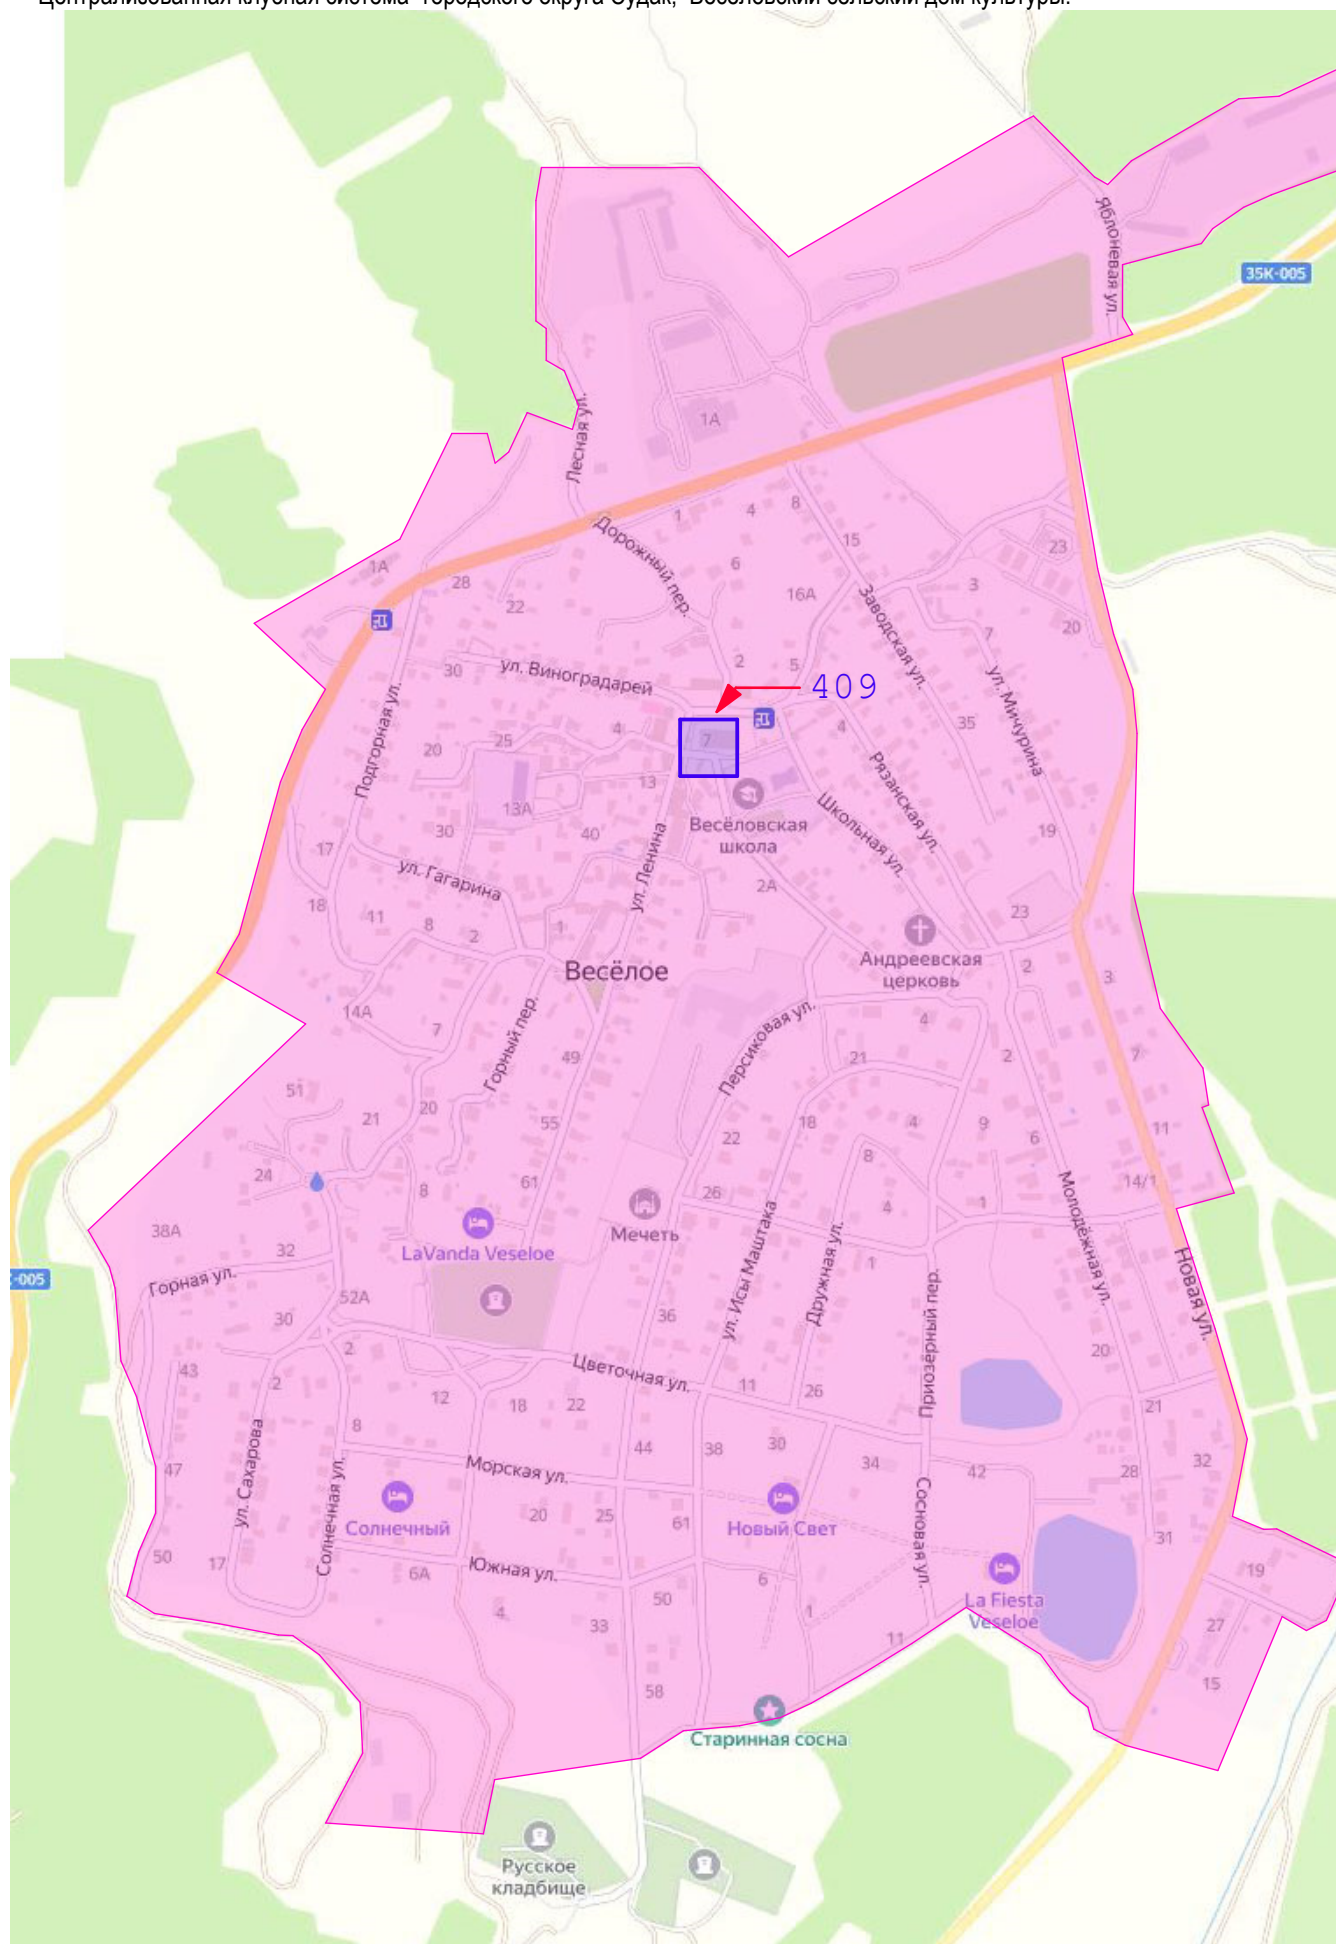 Централизованная клубная система" городского округа Судак, "Веселовский сельский дом культуры.
Яблоневая ул.
35К-005
1А
Лесная ул.
1
4
8
Дорожный пер.
15
23
6
1А
28
16А
3
22
Заводская ул.
20
7
2
5
ул. Виноградарей
30
409
ул. Мичурина
Подгорная ул.
4
7
4
35
25
20
13
Рязанская ул.
13А
Весёловская
школа
Школьная ул.
30
40
19
17
ул. Ленина
ул. Гагарина
2А
18
11
8
2
1
23
Андреевская
церковь
Весёлое
2
3
14А
7
Горный пер.
Персиковая ул.
4
49
21
2
7
51
20
21
55
18
4
9
6
11
22
8
24
61
8
26
14/1
Молодёжная ул.
4
1
38А
Мечеть
LaVanda Veseloe
32
ул. Исы Маштака
Дружная ул.
1
Горная ул.
Новая ул.
52А
Приозёрный пер.
30
36
2
20
43
Цветочная ул.
2
11
26
12
18
22
21
8
ул. Сахарова
44
38
30
34
42
28
32
47
Морская ул.
Солнечная ул.
Сосновая ул.
Солнечный
20
25
61
Новый Свет
31
50
17
6А
Южная ул.
6
19
La Fiesta
Veseloe
4
33
50
1
11
27
58
15
Старинная сосна
Русское
кладбище